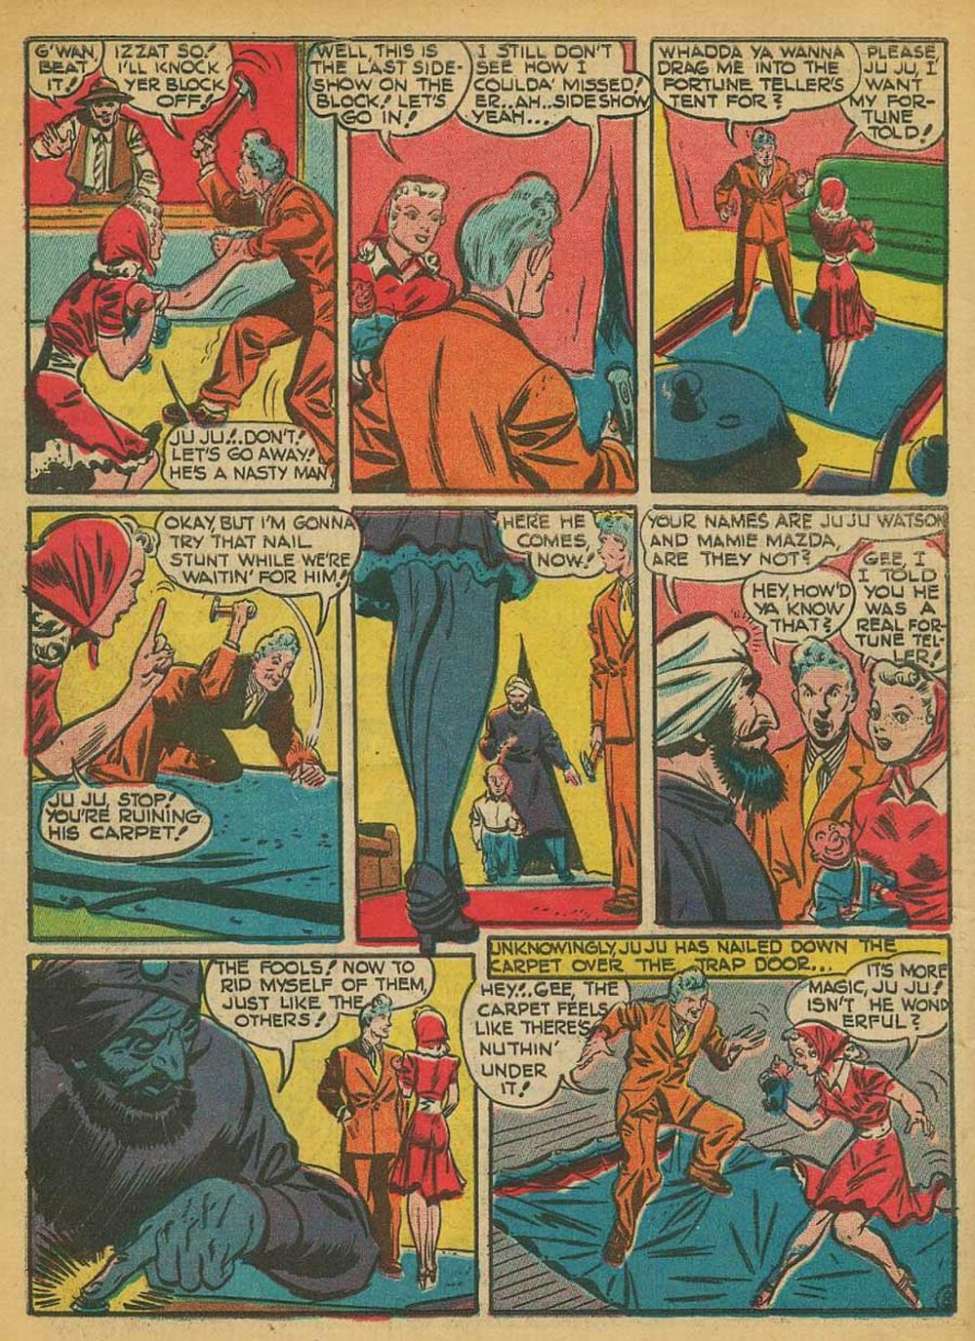 G'WAN,
BEAT
IT!
IZZAT SO!
I'LL KNOCK
YER BLOCK
OFF!
JU JU!..DON'T!
LET'S GO AWAY!
HE'S A NASTY MAN
WELL, THIS IS
THE LAST SIDE-
SHOW ON THE
BLOCK! LET'S
GO IN!
I STILL DON'T
SEE HOW I
COULDA' MISSED!
ER..AH..SIDESHOW
YEAH...
WHADDA YA WANNA
DRAG ME INTO THE
FORTUNE TELLER'S
TENT FOR?
PLEASE,
JU JU, I
WANT
MY FOR-
TUNE
TOLD!
OKAY, BUT I'M GONNA
TRY THAT NAIL
STUNT WHILE WE'RE
WAITIN' FOR HIM!
JU JU, STOP!
YOU'RE RUINING
HIS CARPET!
HERE HE
COMES,
NOW!
YOUR NAMES ARE JU JU WATSON
AND MAMIE MAZDA,
ARE THEY NOT?
HEY, HOW'D
YA KNOW
THAT?
GEE, I
I TOLD
YOU HE
WAS A
REAL FOR-
TUNE TEL-
LER!
THE FOOLS! NOW TO
RID MYSELF OF THEM,
JUST LIKE THE
OTHERS!
UNKNOWINGLY, JU JU HAS NAILED DOWN THE
CARPET OVER THE TRAP DOOR...
HEY!..GEE, THE
CARPET FEELS
LIKE THERE'S
NUTHIN'
UNDER
IT!
IT'S MORE
MAGIC, JU JU!
ISN'T HE WOND
ERFUL?